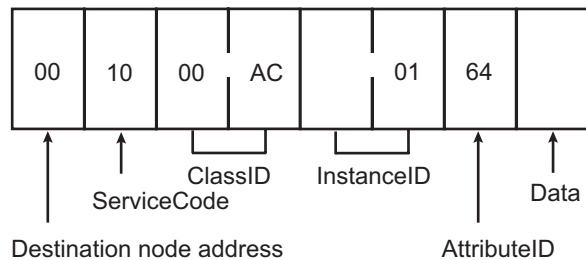 00 10 00 AC 01 64
ClassID InstanceID
ServiceCode Data
Destination node address AttributeID